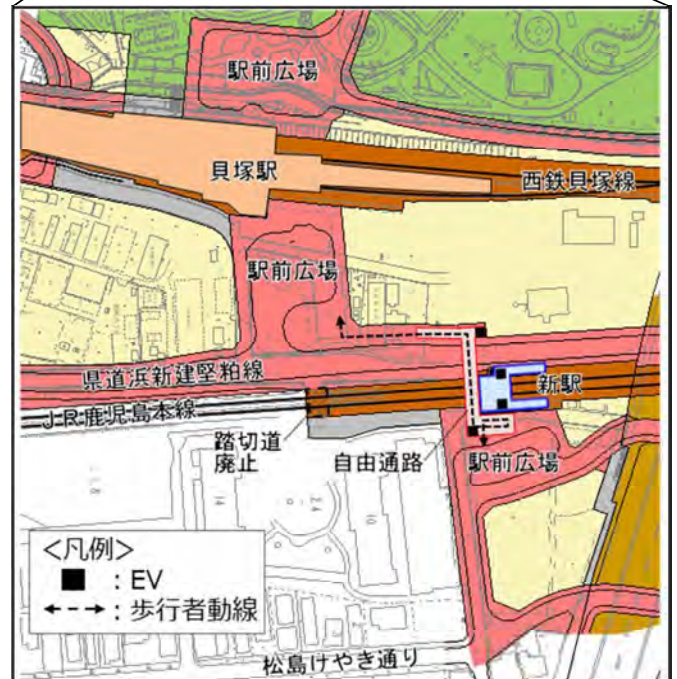 駅前広場
貝塚駅
西鉄貝塚線
駅前広場
県道浜新建堅粕線
新駅
JR鹿児島本線
踏切道
廃止
自由通路
駅前広場
<凡例>
■ : EV
◂--▸ : 歩行者動線
松島けやき通り